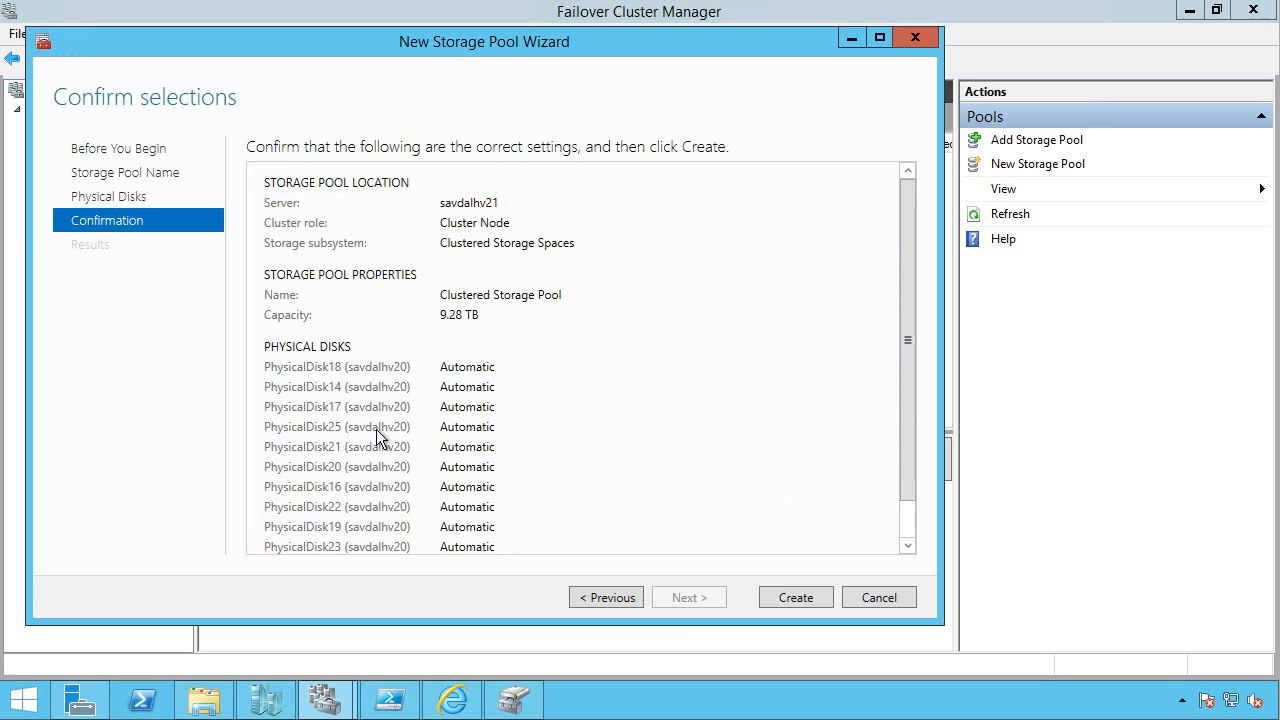 Failover Cluster Manager
File
New Storage Pool Wizard
Confirm selections
Before You Begin
Storage Pool Name
Physical Disks
Confirmation
Results
Confirm that the following are the correct settings, and then click Create.
STORAGE POOL LOCATION
Server: savdalhv21
Cluster role: Cluster Node
Storage subsystem: Clustered Storage Spaces
STORAGE POOL PROPERTIES
Name: Clustered Storage Pool
Capacity: 9.28 TB
PHYSICAL DISKS
PhysicalDisk18 (savdalhv20) Automatic
PhysicalDisk14 (savdalhv20) Automatic
PhysicalDisk17 (savdalhv20) Automatic
PhysicalDisk25 (savdalhv20) Automatic
PhysicalDisk21 (savdalhv20) Automatic
PhysicalDisk20 (savdalhv20) Automatic
PhysicalDisk16 (savdalhv20) Automatic
PhysicalDisk22 (savdalhv20) Automatic
PhysicalDisk19 (savdalhv20) Automatic
PhysicalDisk23 (savdalhv20) Automatic
< Previous
Next >
Create
Cancel
Actions
Pools
Add Storage Pool
New Storage Pool
View
Refresh
Help